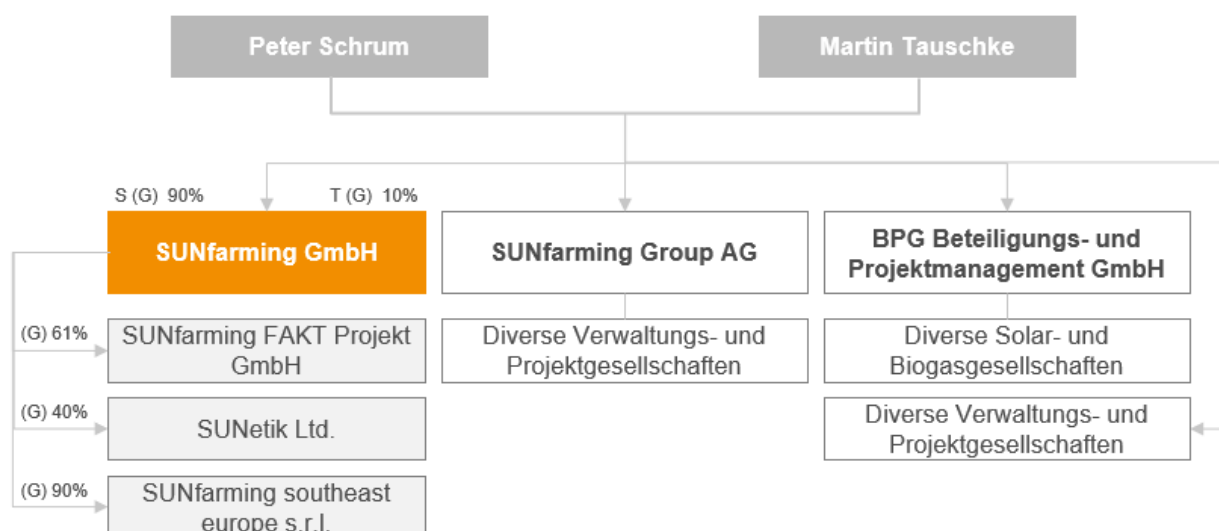 Peter Schrum
Martin Tauschke
S (G) 90%
T (G) 10%
SUNfarming GmbH
SUNfarming Group AG
BPG Beteiligungs- und
Projektmanagement GmbH
(G) 61%
SUNfarming FAKT Projekt
GmbH
Diverse Verwaltungs- und
Projektgesellschaften
Diverse Solar- und
Biogasgesellschaften
(G) 40%
SUNetik Ltd.
Diverse Verwaltungs- und
Projektgesellschaften
(G) 90%
SUNfarming southeast
europe s.r.l.